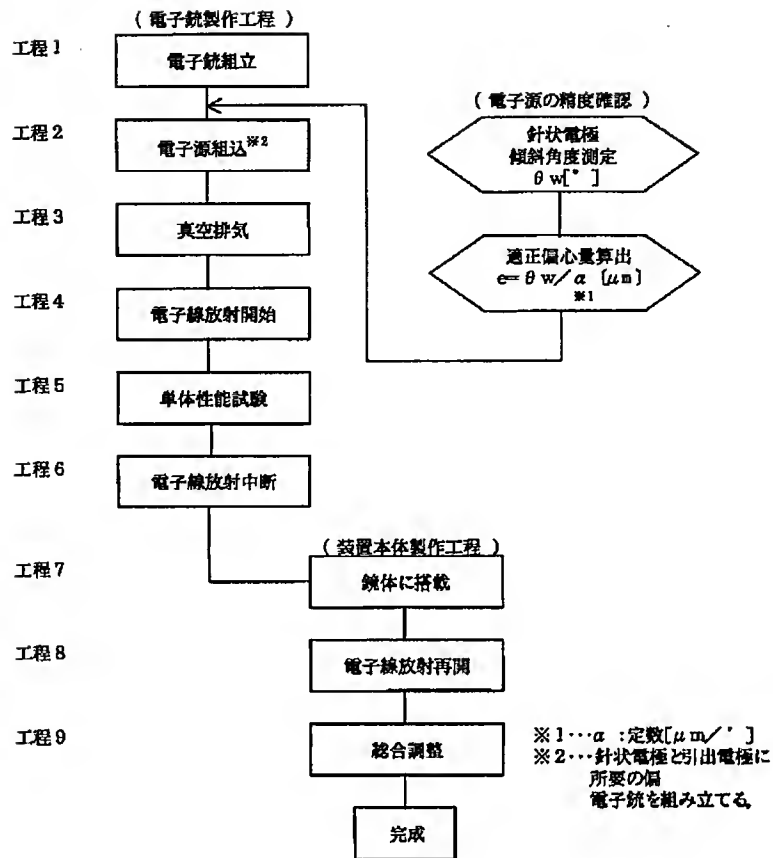 （電子銃製作工程）
工程1
電子銃組立
（電子源の精度確認）
工程2
電子源組込※2
針状電極
傾斜角度測定
θw[°]
工程3
真空排気
適正偏心量算出
e=θw／α [μm]
※1
工程4
電子線放射開始
工程5
単体性能試験
工程6
電子線放射中断
（装置本体製作工程）
工程7
鏡体に搭載
工程8
電子線放射再開
工程9
総合調整
※1…α：定数[μm／°]
※2…針状電極と引出電極に
所要の偏
電子銃を組み立てる。
完成